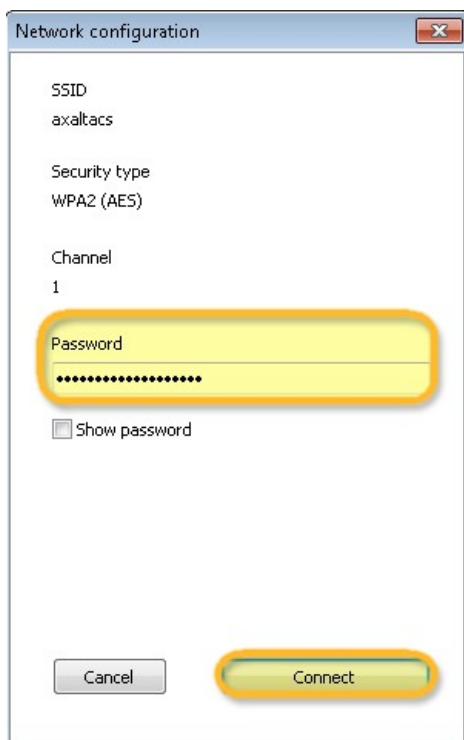 Network configuration
SSID
axaltacs
Security type
WPA2 (AES)
Channel
1
Password
•••••••••••••••••••
Show password
Cancel
Connect